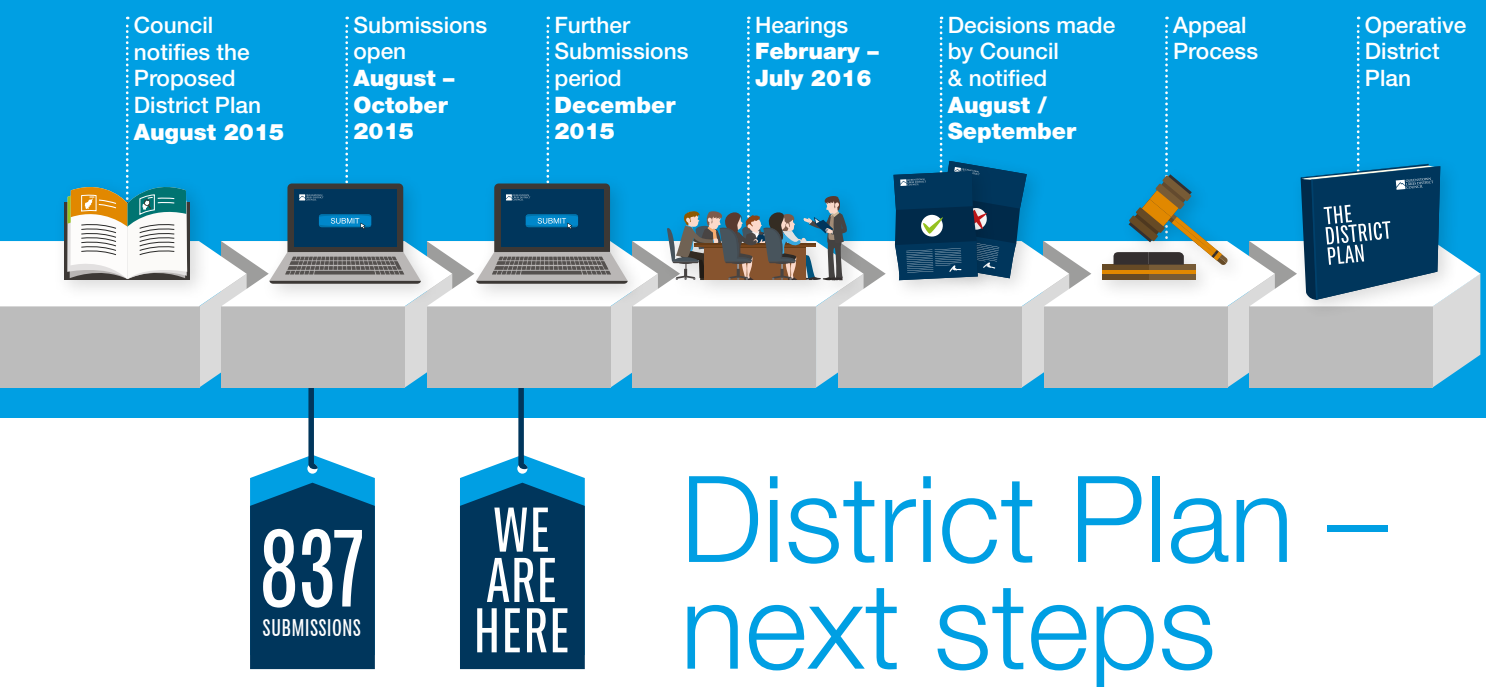 Council
notifies the
Proposed
District Plan
August 2015
Submissions
open
August –
October
2015
Further
Submissions
period
December
2015
Hearings
February –
July 2016
Decisions made
by Council
& notified
August /
September
Appeal
Process
Operative
District
Plan
SUBMIT
SUBMIT
THE
DISTRICT
PLAN
837
SUBMISSIONS
WE
ARE
HERE
District Plan –
next steps